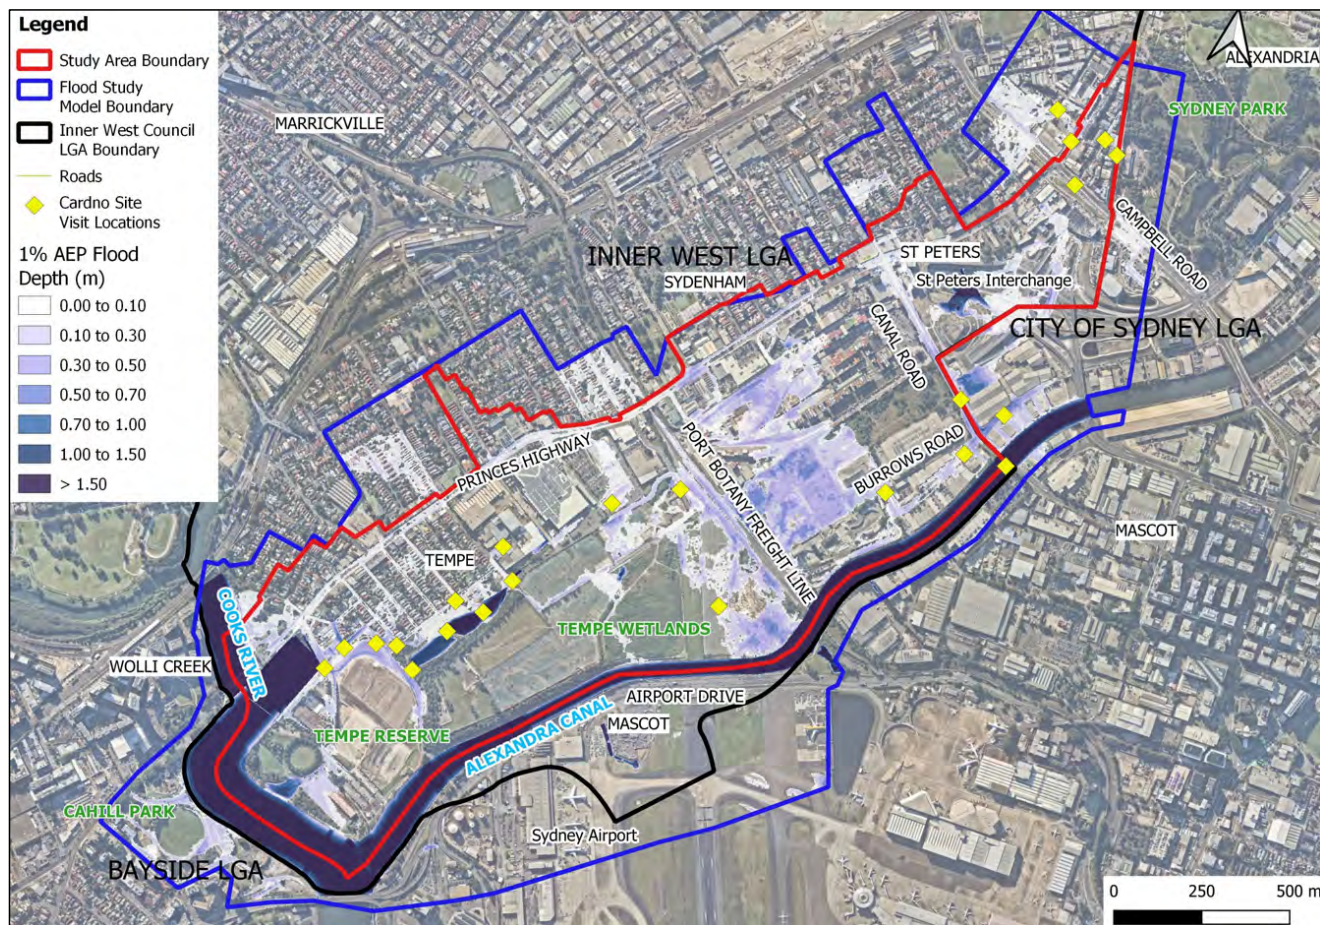 Legend
Study Area Boundary
Flood Study
Model Boundary
Inner West Council
LGA Boundary
Roads
Cardno Site
Visit Locations
1% AEP Flood
Depth (m)
0.00 to 0.10
0.10 to 0.30
0.30 to 0.50
0.50 to 0.70
0.70 to 1.00
1.00 to 1.50
> 1.50
ALEXANDRIA
SYDNEY PARK
MARRICKVILLE
CAMPBELL ROAD
INNER WEST LGA
ST PETERS
SYDENHAM
St Peters Interchange
CITY OF SYDNEY LGA
CANAL ROAD
PRINCES HIGHWAY
PORT BOTANY FREIGHT LINE
BURROWS ROAD
MASCOT
TEMPE
COOKS RIVER
TEMPE WETLANDS
WOLLI CREEK
AIRPORT DRIVE
MASCOT
ALEXANDRA CANAL
TEMPE RESERVE
CAHILL PARK
Sydney Airport
BAYSIDE LGA
0 250 500 m